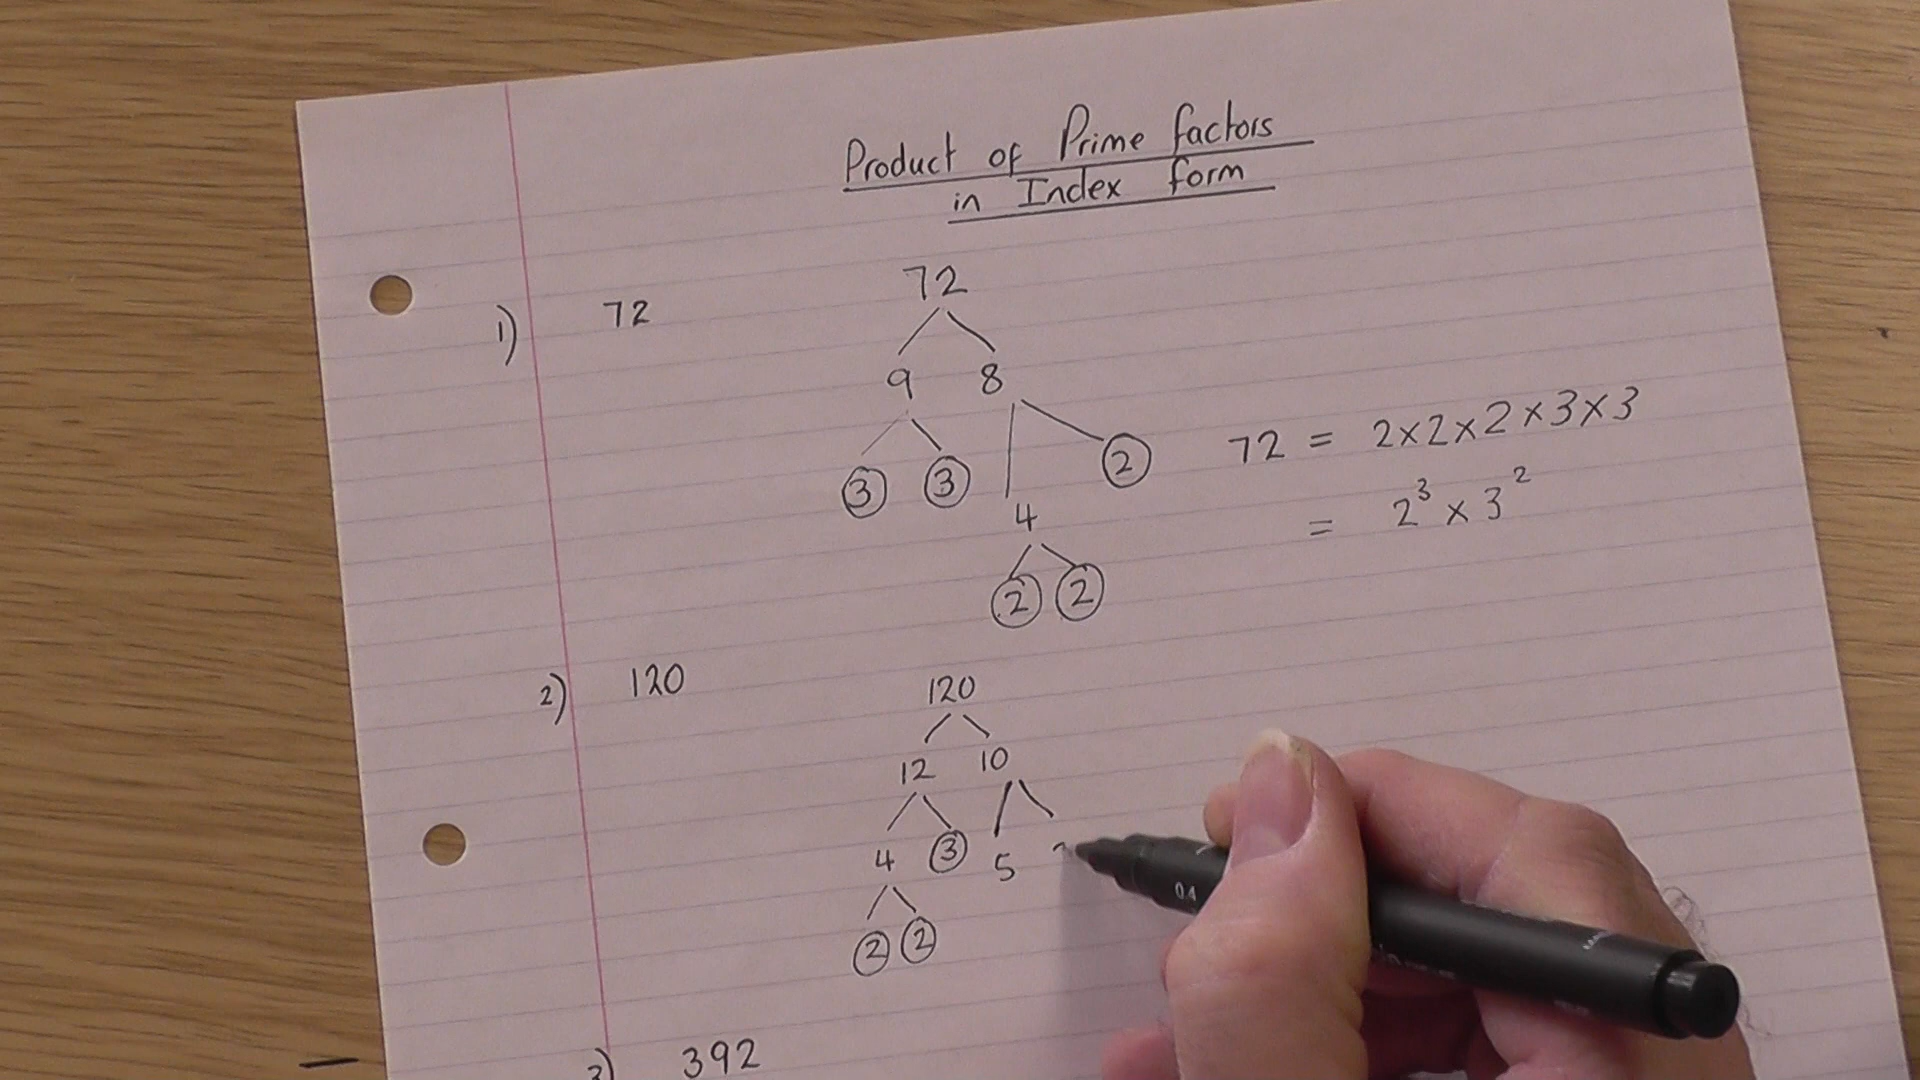 Product of Prime factors
in Index form
1) 72
72
9 8
3 3 2
4
2 2
72 = 2×2×2×3×3
= 2³ × 3²
2) 120
120
12 10
4 3 5
2 2
3) 392
0.4